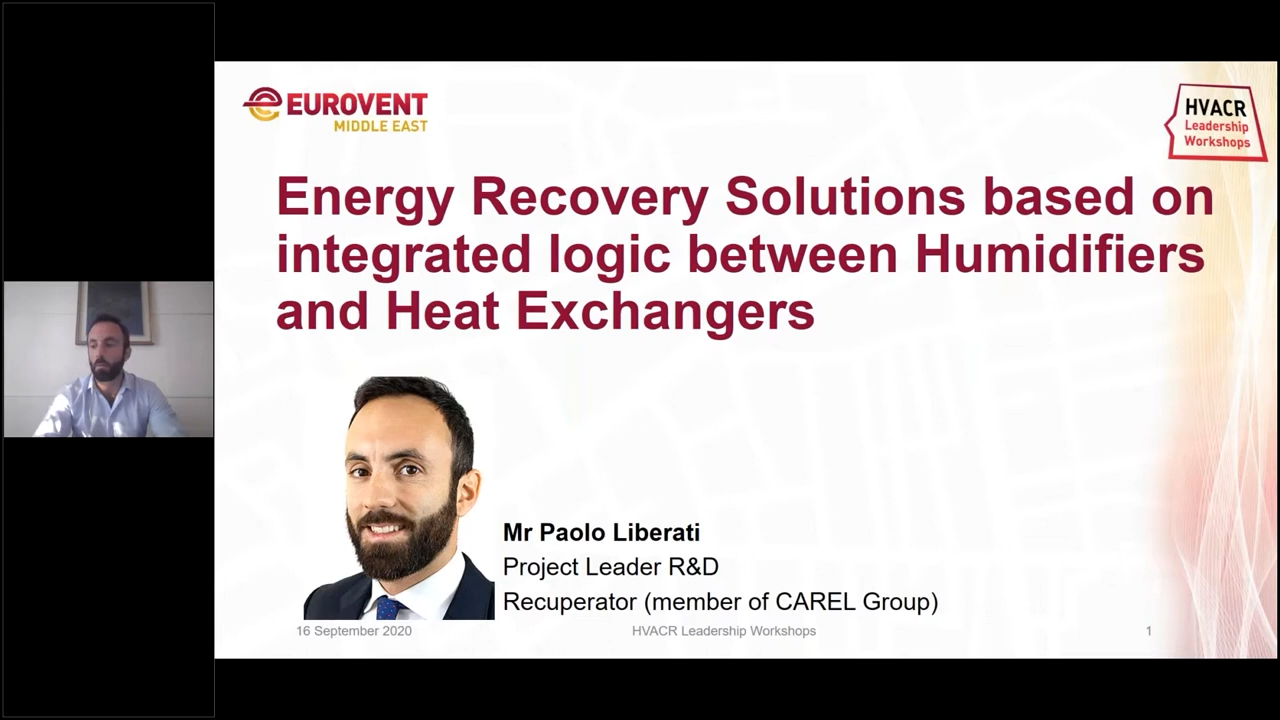 EUROVENT
MIDDLE EAST
HVACR
Leadership
Workshops
Energy Recovery Solutions based on
integrated logic between Humidifiers
and Heat Exchangers
Mr Paolo Liberati
Project Leader R&D
Recuperator (member of CAREL Group)
16 September 2020
HVACR Leadership Workshops
1